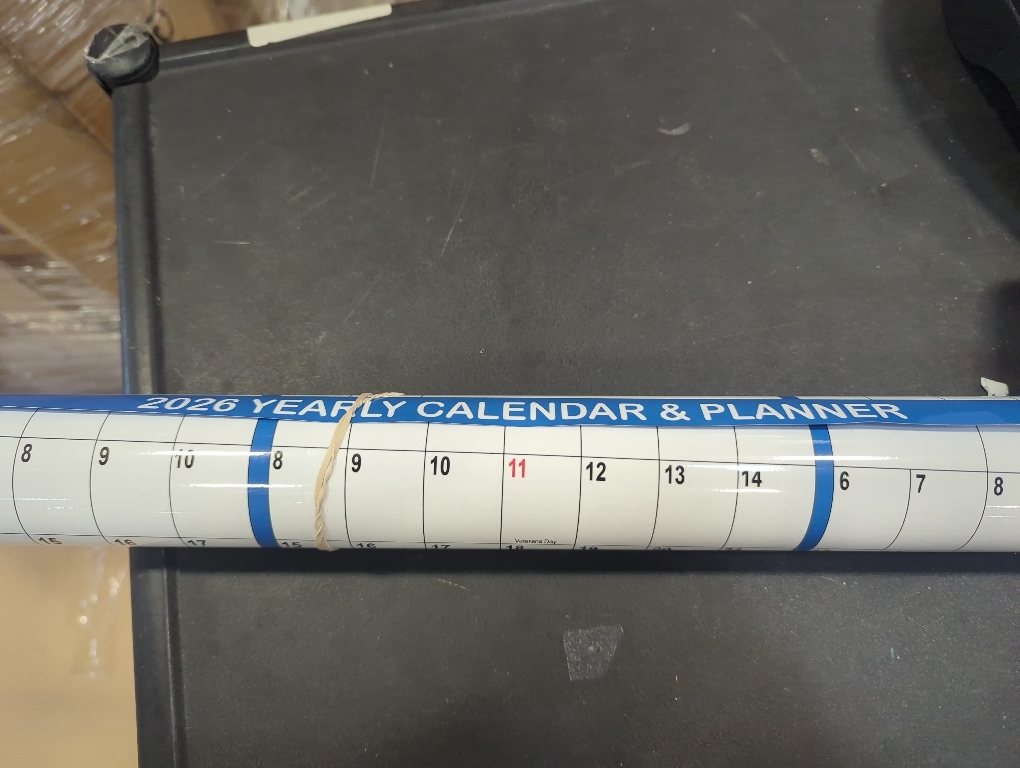 2026 YEARLY CALENDAR & PLANNER
8 9 10 8 9 10 11 12 13 14 6 7 8
Veterans Day
15 16 17 15 16 17 18 19